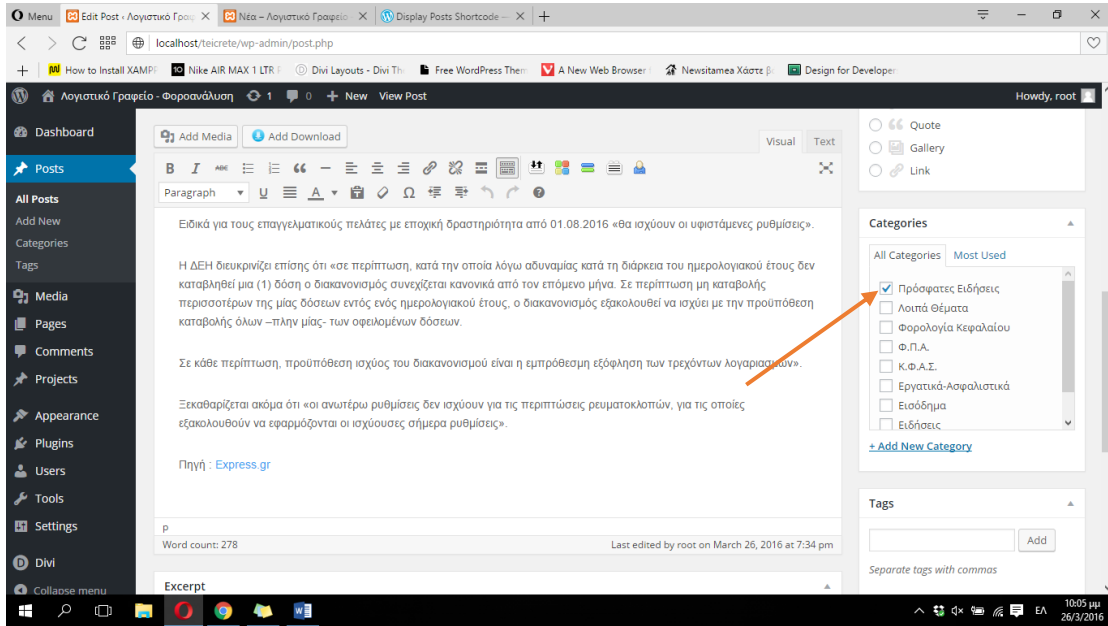 Menu
Edit Post ‹ Λογιστικό Γραφ
Νέα – Λογιστικό Γραφείο
Display Posts Shortcode —
localhost/teicrete/wp-admin/post.php
How to Install XAMPP
Nike AIR MAX 1 LTR
Divi Layouts - Divi Th
Free WordPress Them
A New Web Browser
Newsitamea Χάστε β
Design for Developer
Λογιστικό Γραφείο - Φοροανάλυση 1 0 New View Post
Howdy, root
Dashboard
Posts
All Posts
Add New
Categories
Tags
Media
Pages
Comments
Projects
Appearance
Plugins
Users
Tools
Settings
Divi
Collapse menu
Add Media Add Download
Visual Text
B I ABC
Paragraph U A Ω
Ειδικά για τους επαγγελματικούς πελάτες με εποχική δραστηριότητα από 01.08.2016 «θα ισχύουν οι υφιστάμενες ρυθμίσεις».
Η ΔΕΗ διευκρινίζει επίσης ότι «σε περίπτωση, κατά την οποία λόγω αδυναμίας κατά τη διάρκεια του ημερολογιακού έτους δεν
καταβληθεί μια (1) δόση ο διακανονισμός συνεχίζεται κανονικά από τον επόμενο μήνα. Σε περίπτωση μη καταβολής
περισσοτέρων της μίας δόσεων εντός ενός ημερολογιακού έτους, ο διακανονισμός εξακολουθεί να ισχύει με την προϋπόθεση
καταβολής όλων –πλην μίας- των οφειλομένων δόσεων.
Σε κάθε περίπτωση, προϋπόθεση ισχύος του διακανονισμού είναι η εμπρόθεσμη εξόφληση των τρεχόντων λογαριασμών».
Ξεκαθαρίζεται ακόμα ότι «οι ανωτέρω ρυθμίσεις δεν ισχύουν για τις περιπτώσεις ρευματοκλοπών, για τις οποίες
εξακολουθούν να εφαρμόζονται οι ισχύουσες σήμερα ρυθμίσεις».
Πηγή : Express.gr
p
Word count: 278
Last edited by root on March 26, 2016 at 7:34 pm
Excerpt
Quote
Gallery
Link
Categories
All Categories Most Used
Πρόσφατες Ειδήσεις
Λοιπά Θέματα
Φορολογία Κεφαλαίου
Φ.Π.Α.
Κ.Φ.Α.Σ.
Εργατικά-Ασφαλιστικά
Εισόδημα
Ειδήσεις
+ Add New Category
Tags
Add
Separate tags with commas
ΕΛ
10:05 μμ
26/3/2016